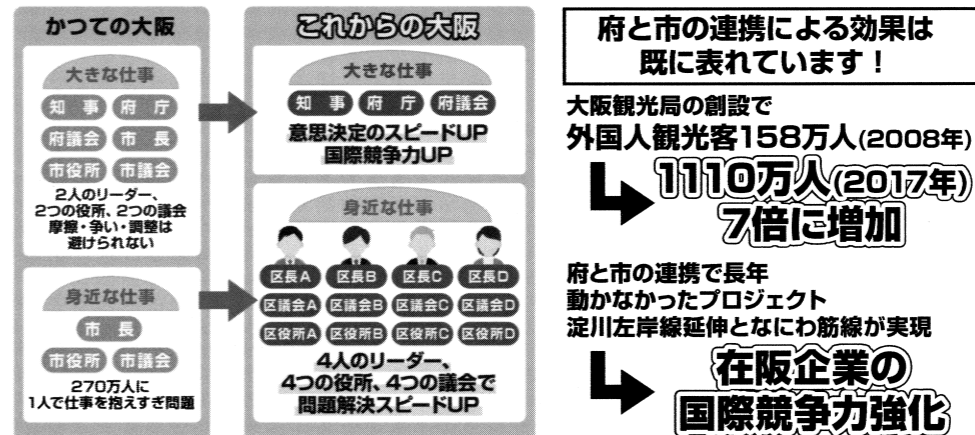 かつての大阪
大きな仕事
知 事 府 庁
府議会 市 長
市役所 市議会
2人のリーダー、
2つの役所、2つの議会
摩擦・争い・調整は
避けられない
身近な仕事
市 長
市役所 市議会
270万人に
1人で仕事を抱えすぎ問題
これからの大阪
大きな仕事
知 事 府 庁 府議会
意思決定のスピードUP
国際競争力UP
身近な仕事
区長A 区長B 区長C 区長D
区議会A 区議会B 区議会C 区議会D
区役所A 区役所B 区役所C 区役所D
4人のリーダー、
4つの役所、4つの議会で
問題解決スピードUP
府と市の連携による効果は
既に表れています!
大阪観光局の創設で
外国人観光客158万人(2008年)
1110万人(2017年)
7倍に増加
府と市の連携で長年
動かなかったプロジェクト
淀川左岸線延伸となにわ筋線が実現
在阪企業の
国際競争力強化